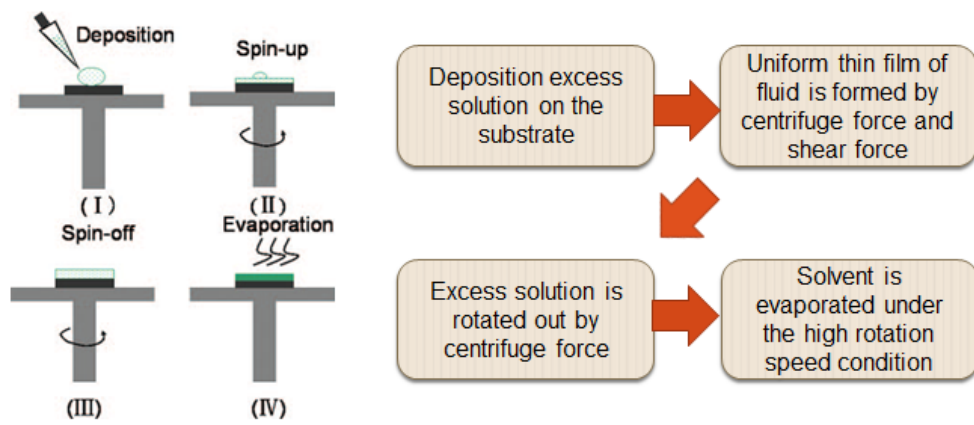 Deposition
Spin-up
(Ⅰ)
(Ⅱ)
Spin-off
Evaporation
(Ⅲ)
(Ⅳ)
Deposition excess
solution on the
substrate
Uniform thin film of
fluid is formed by
centrifuge force and
shear force
Excess solution is
rotated out by
centrifuge force
Solvent is
evaporated under
the high rotation
speed condition